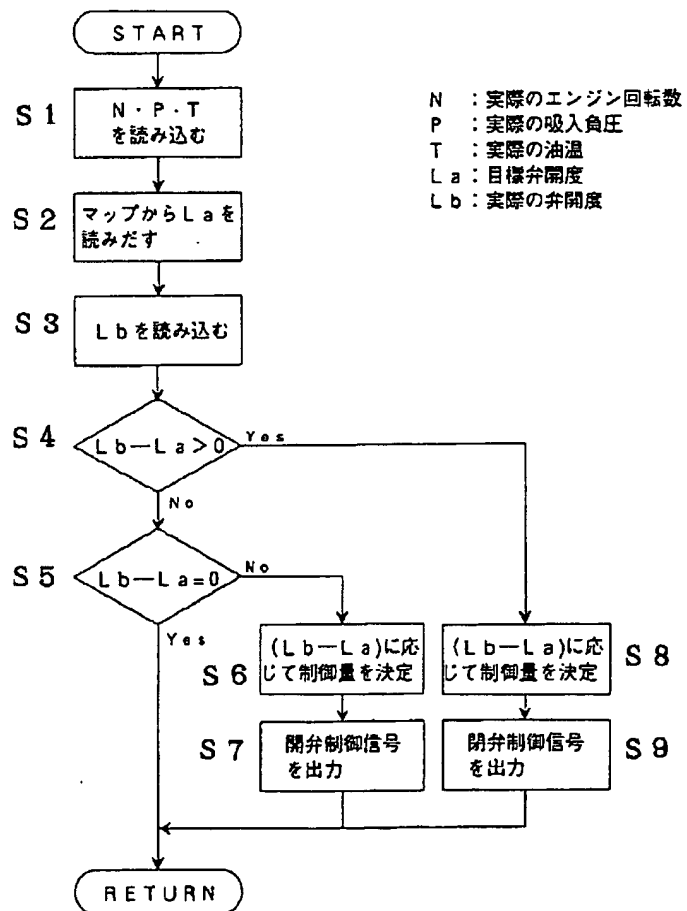 START
S1
N・P・T
を読み込む
N :実際のエンジン回転数
P :実際の吸入負圧
T :実際の油温
La:目標弁開度
Lb:実際の弁開度
S2
マップからLaを
読みだす
S3
Lbを読み込む
S4
Lb―La>0
Yes
No
S5
Lb―La=0
No
Yes
S6
(Lb―La)に応
じて制御量を決定
(Lb―La)に応
じて制御量を決定
S8
S7
開弁制御信号
を出力
閉弁制御信号
を出力
S9
RETURN